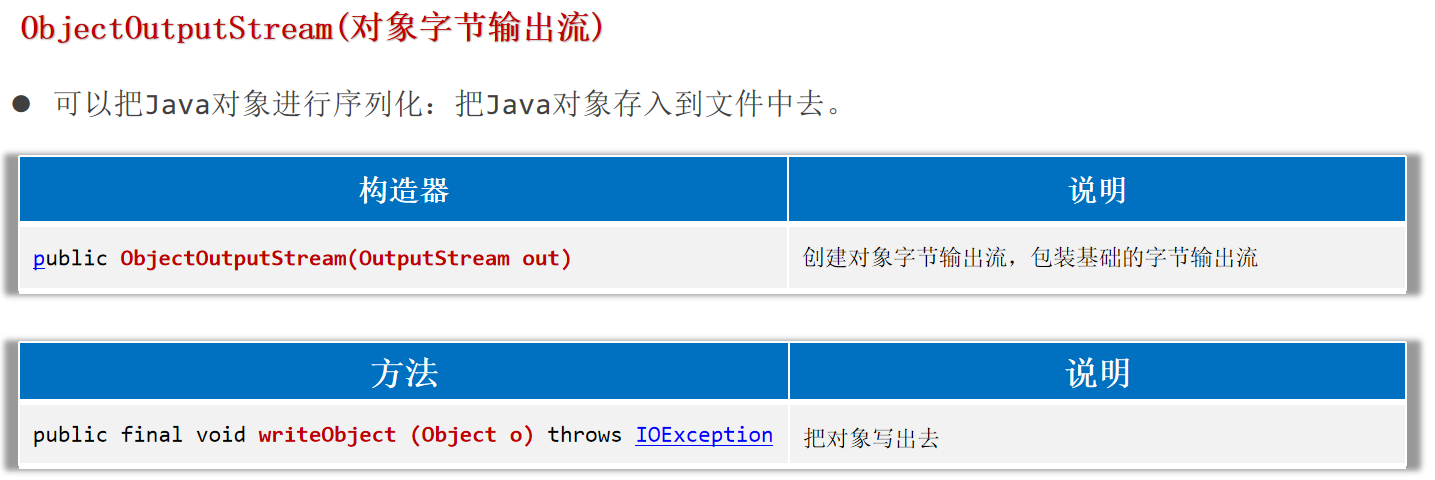 ObjectOutputStream(对象字节输出流)
● 可以把Java对象进行序列化：把Java对象存入到文件中去。
构造器 说明
public ObjectOutputStream(OutputStream out) 创建对象字节输出流，包装基础的字节输出流
方法 说明
public final void writeObject (Object o) throws IOException 把对象写出去